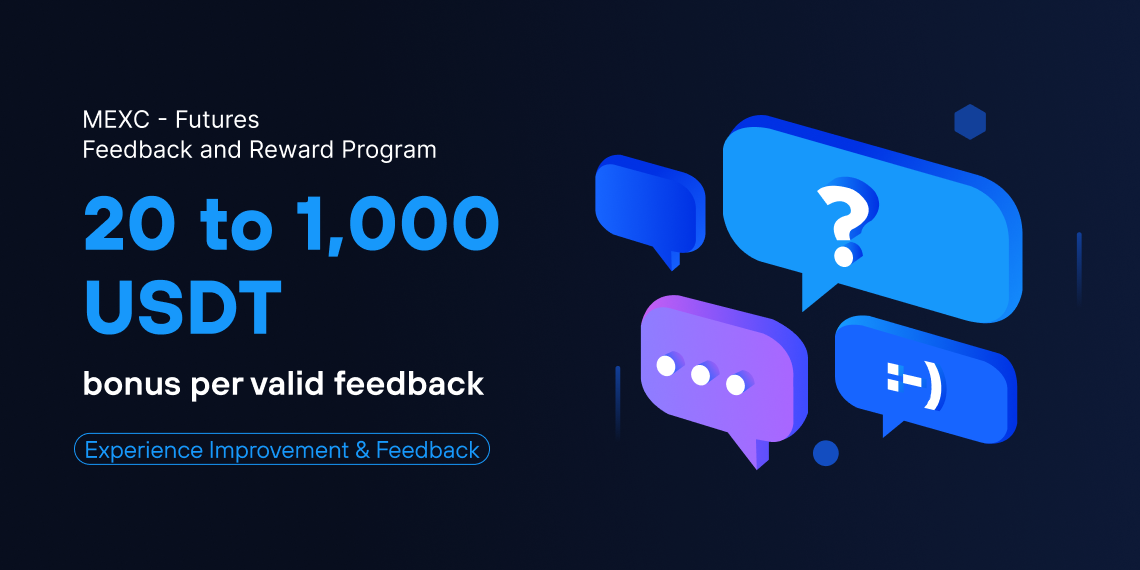 MEXC - Futures
Feedback and Reward Program
20 to 1,000
USDT
bonus per valid feedback
Experience Improvement & Feedback
?
:-)